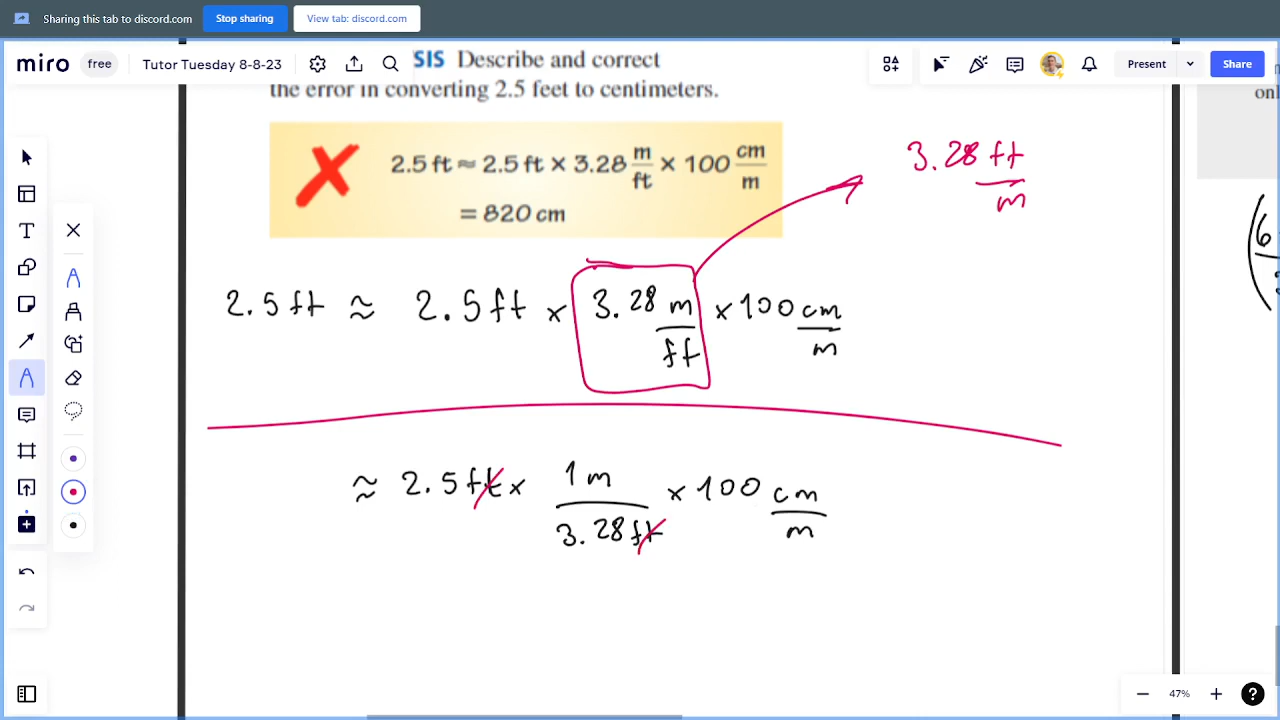 Sharing this tab to discord.com Stop sharing View tab: discord.com
miro free Tutor Tuesday 8-8-23 Present Share
SIS Describe and correct
the error in converting 2.5 feet to centimeters.
onl
2.5 ft ≈ 2.5 ft × 3.28 m/ft × 100 cm/m
= 820 cm
3.28 ft/m
2.5 ft ≈ 2.5 ft × 3.28 m/ft × 100 cm/m
≈ 2.5 ft × 1 m/3.28 ft × 100 cm/m
(6
47%